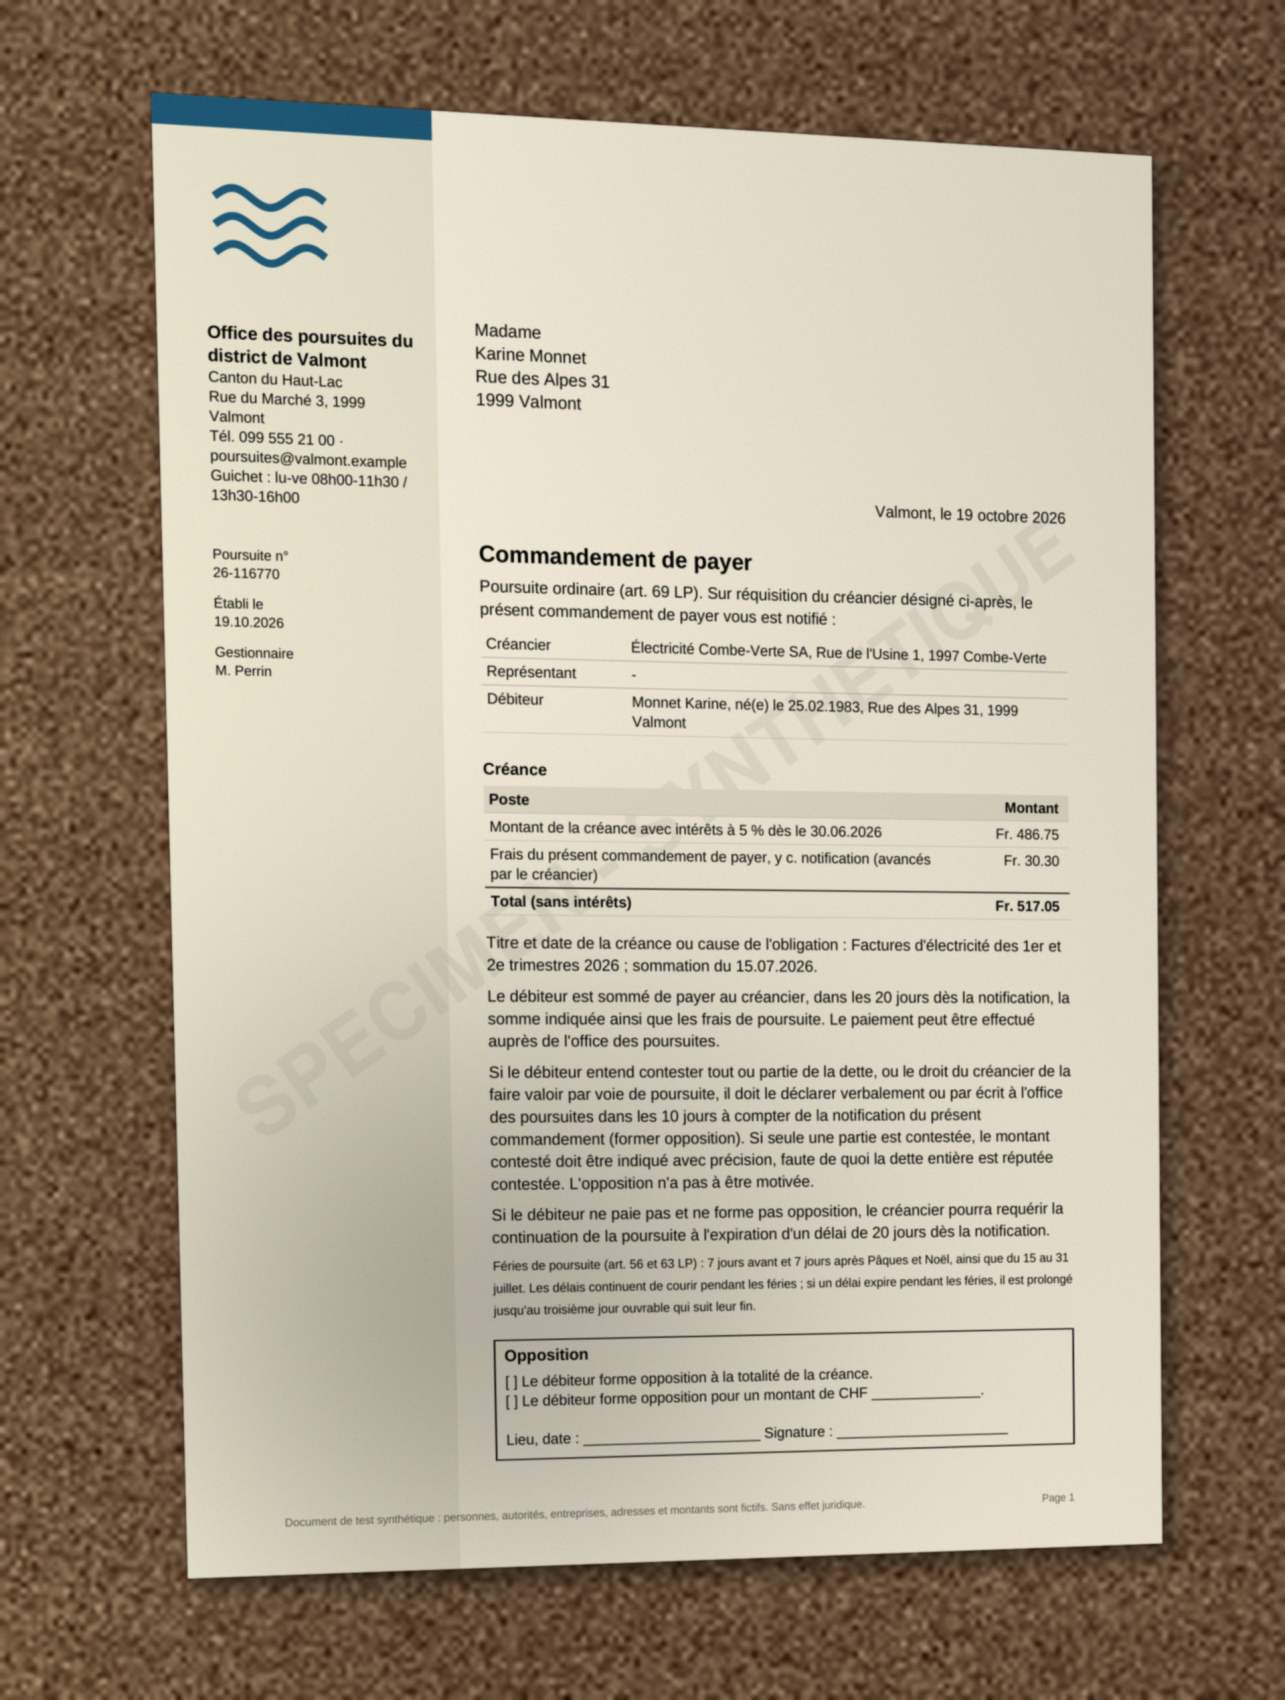 Office des poursuites du
district de Valmont
Canton du Haut-Lac
Rue du Marché 3, 1999
Valmont
Tél. 099 555 21 00 ·
poursuites@valmont.example
Guichet : lu-ve 08h00-11h30 /
13h30-16h00
Poursuite n°
26-116770
Établi le
19.10.2026
Gestionnaire
M. Perrin
Madame
Karine Monnet
Rue des Alpes 31
1999 Valmont
Valmont, le 19 octobre 2026
Commandement de payer
Poursuite ordinaire (art. 69 LP). Sur réquisition du créancier désigné ci-après, le
présent commandement de payer vous est notifié :
Créancier Électricité Combe-Verte SA, Rue de l'Usine 1, 1997 Combe-Verte
Représentant -
Débiteur Monnet Karine, né(e) le 25.02.1983, Rue des Alpes 31, 1999
Valmont
Créance
Poste Montant
Montant de la créance avec intérêts à 5 % dès le 30.06.2026 Fr. 486.75
Frais du présent commandement de payer, y c. notification (avancés Fr. 30.30
par le créancier)
Total (sans intérêts) Fr. 517.05
Titre et date de la créance ou cause de l'obligation : Factures d'électricité des 1er et
2e trimestres 2026 ; sommation du 15.07.2026.
Le débiteur est sommé de payer au créancier, dans les 20 jours dès la notification, la
somme indiquée ainsi que les frais de poursuite. Le paiement peut être effectué
auprès de l'office des poursuites.
Si le débiteur entend contester tout ou partie de la dette, ou le droit du créancier de la
faire valoir par voie de poursuite, il doit le déclarer verbalement ou par écrit à l'office
des poursuites dans les 10 jours à compter de la notification du présent
commandement (former opposition). Si seule une partie est contestée, le montant
contesté doit être indiqué avec précision, faute de quoi la dette entière est réputée
contestée. L'opposition n'a pas à être motivée.
Si le débiteur ne paie pas et ne forme pas opposition, le créancier pourra requérir la
continuation de la poursuite à l'expiration d'un délai de 20 jours dès la notification.
Féries de poursuite (art. 56 et 63 LP) : 7 jours avant et 7 jours après Pâques et Noël, ainsi que du 15 au 31
juillet. Les délais continuent de courir pendant les féries ; si un délai expire pendant les féries, il est prolongé
jusqu'au troisième jour ouvrable qui suit leur fin.
Opposition
[ ] Le débiteur forme opposition à la totalité de la créance.
[ ] Le débiteur forme opposition pour un montant de CHF _____________.
Lieu, date : _____________________ Signature : ____________________
Document de test synthétique : personnes, autorités, entreprises, adresses et montants sont fictifs. Sans effet juridique.
Page 1
SPECIMEN - SYNTHETIQUE